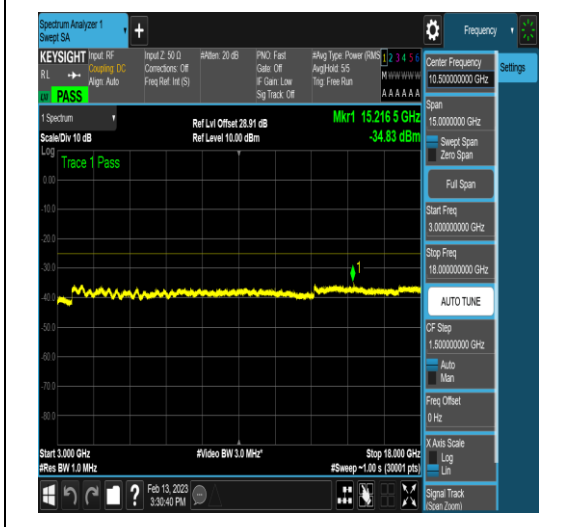 Spectrum Analyzer 1
Swept SA
+
Frequency
KEYSIGHT
RL
PASS
Input: RF
Coupling: DC
Align: Auto
Input Z: 50 Ω
Corrections: Off
Freq Ref: Int (S)
#Atten: 20 dB
PNO: Fast
Gate: Off
IF Gain: Low
Sig Track: Off
#Avg Type: Power (RMS)
Avg|Hold: 5/5
Trig: Free Run
1 2 3 4 5 6
M W W W W W
A A A A A A
1 Spectrum
Scale/Div 10 dB
Ref Lvl Offset 28.91 dB
Ref Level 10.00 dBm
Mkr1 15.216 5 GHz
-34.83 dBm
Log
Trace 1 Pass
0.00
-10.0
-20.0
-30.0
-40.0
-50.0
-60.0
-70.0
-80.0
1
Start 3.000 GHz
#Res BW 1.0 MHz
#Video BW 3.0 MHz*
Stop 18.000 GHz
#Sweep ~1.00 s (30001 pts)
?
Feb 13, 2023
3:30:40 PM
Center Frequency
10.500000000 GHz
Span
15.0000000 GHz
Swept Span
Zero Span
Full Span
Start Freq
3.000000000 GHz
Stop Freq
18.000000000 GHz
AUTO TUNE
CF Step
1.500000000 GHz
Auto
Man
Freq Offset
0 Hz
X Axis Scale
Log
Lin
Signal Track
(Span Zoom)
Settings